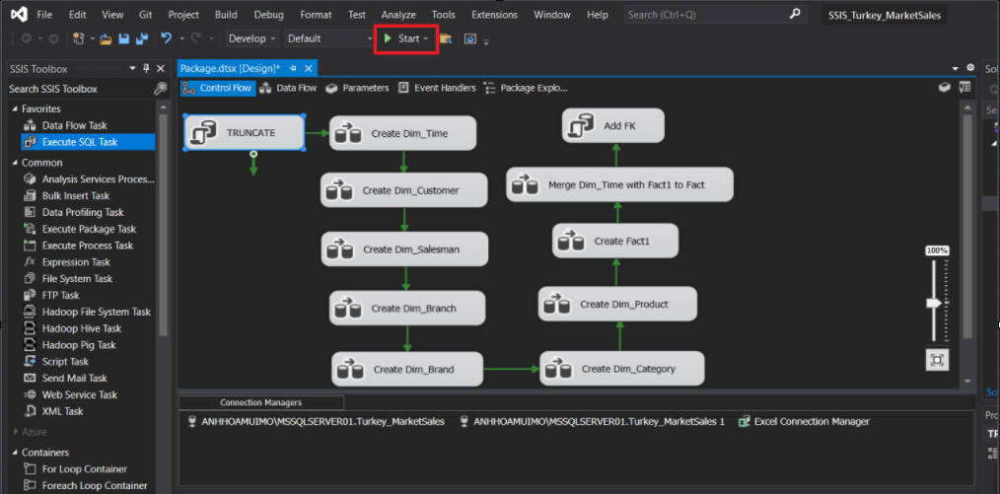 File Edit View Git Project Build Debug Format Test Analyze Tools Extensions Window Help Search (Ctrl+Q) SSIS_Turkey_MarketSales
Develop Default Start
SSIS Toolbox
Search SSIS Toolbox
Favorites
Data Flow Task
Execute SQL Task
Common
Analysis Services Proces...
Bulk Insert Task
Data Profiling Task
Execute Package Task
Execute Process Task
Expression Task
File System Task
FTP Task
Hadoop File System Task
Hadoop Hive Task
Hadoop Pig Task
Script Task
Send Mail Task
Web Service Task
XML Task
Azure
Containers
For Loop Container
Foreach Loop Container
Package.dtsx [Design]*
Control Flow Data Flow Parameters Event Handlers Package Explo...
TRUNCATE
Create Dim_Time
Create Dim_Customer
Create Dim_Salesman
Create Dim_Branch
Create Dim_Brand
Create Dim_Category
Create Dim_Product
Create Fact1
Merge Dim_Time with Fact1 to Fact
Add FK
100%
Connection Managers
ANHHOAMUIMO\MSSQLSERVER01.Turkey_MarketSales ANHHOAMUIMO\MSSQLSERVER01.Turkey_MarketSales 1 Excel Connection Manager
Sol
Se
So
Pro
TR